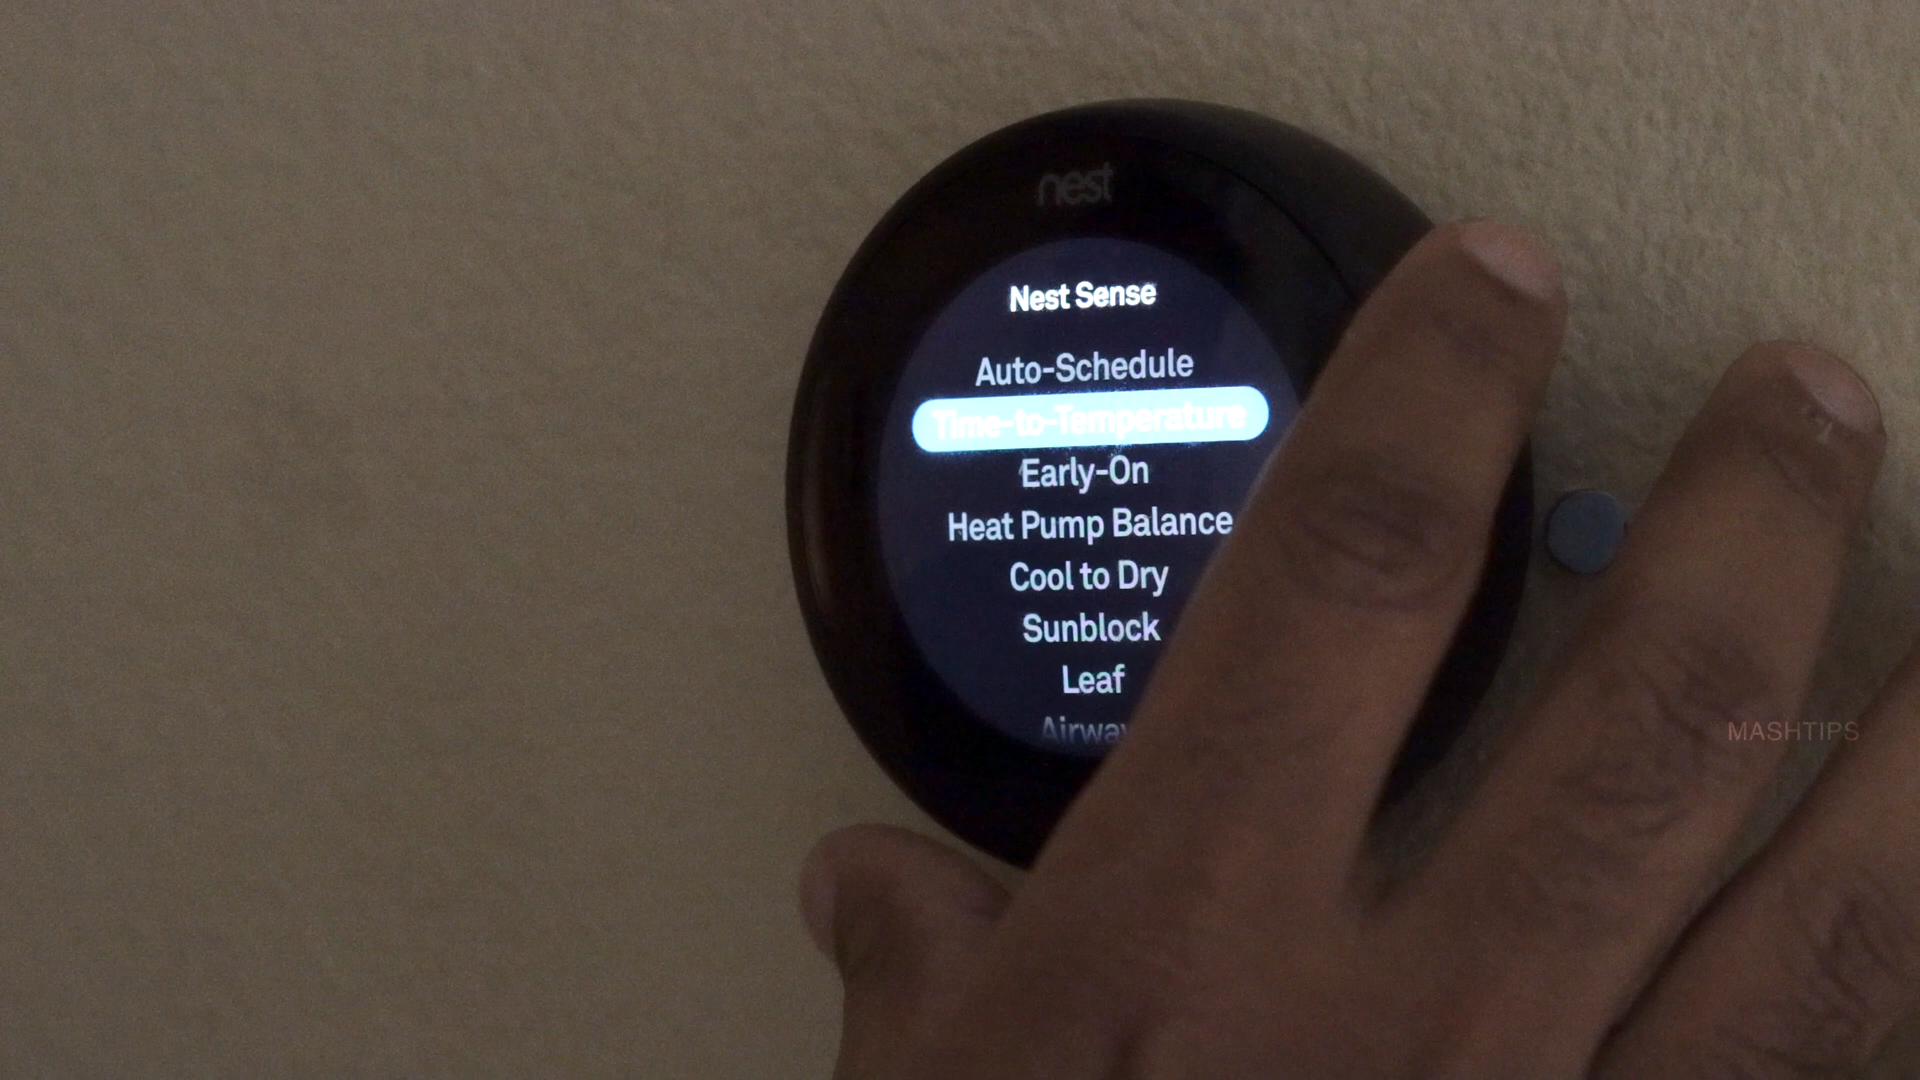 nest
Nest Sense
Auto-Schedule
Time-to-Temperature
Early-On
Heat Pump Balance
Cool to Dry
Sunblock
Leaf
MASHTIPS